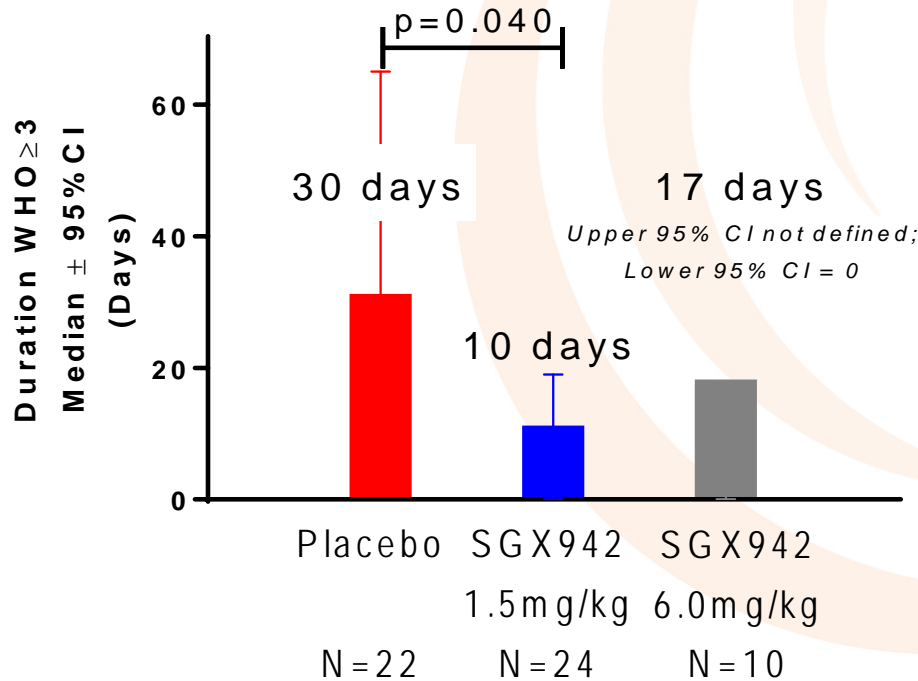 p=0.040
Duration WHO≥3
Median ± 95%CI
(Days)
60
40
20
0
30 days
10 days
17 days
Upper 95% CI not defined;
Lower 95% CI = 0
Placebo SGX942 SGX942
1.5mg/kg 6.0mg/kg
N=22 N=24 N=10